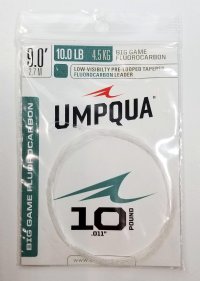 9.0'
2.7 M
10.0 LB
4.5 KG
BIG GAME
FLUOROCARBON
LOW-VISIBILTY PRE-LOOPED TAPERED
FLUOROCARBON LEADER
UMPQUA
10
POUND
.011"
BIG GAME FLUOROCARBON